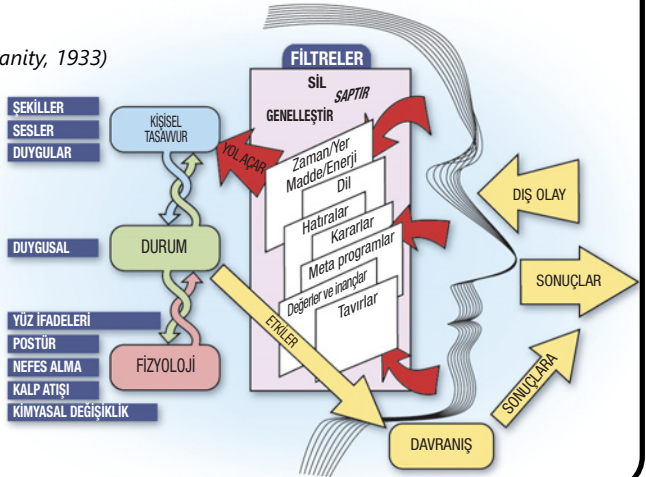 anity, 1933)
FİLTRELER
SİL
SAPTIR
GENELLEŞTİR
ŞEKİLLER
SESLER
DUYGULAR
KİŞİSEL
TASAVVUR
YOL AÇAR
Zaman/Yer
Madde/Enerji
Dil
Hatıralar
Kararlar
Meta programlar
Değerler ve inançlar
Tavırlar
DIŞ OLAY
DUYGUSAL
DURUM
SONUÇLAR
ETKİLER
YÜZ İFADELERİ
POSTÜR
NEFES ALMA
KALP ATIŞI
KİMYASAL DEĞİŞİKLİK
FİZYOLOJİ
SONUÇLARA
DAVRANIŞ